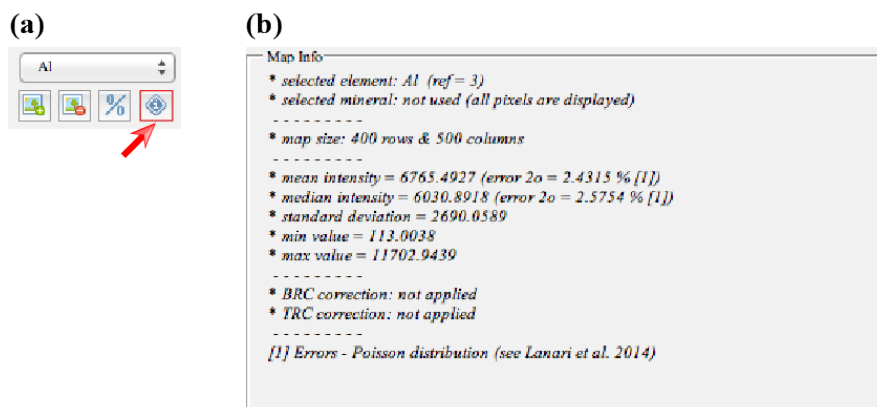 (a)
Al
%
(b)
Map Info
* selected element: Al (ref = 3)
* selected mineral: not used (all pixels are displayed)
- - - - - - - - -
* map size: 400 rows & 500 columns
- - - - - - - - -
* mean intensity = 6765.4927 (error 2o = 2.4315 % [1])
* median intensity = 6030.8918 (error 2o = 2.5754 % [1])
* standard deviation = 2690.0589
* min value = 113.0038
* max value = 11702.9439
- - - - - - - - -
* BRC correction: not applied
* TRC correction: not applied
- - - - - - - - -
[1] Errors - Poisson distribution (see Lanari et al. 2014)